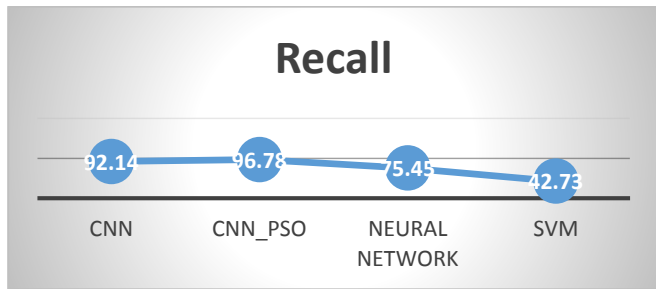 Recall
92.14 96.78 75.45 42.73
CNN CNN_PSO NEURAL NETWORK SVM